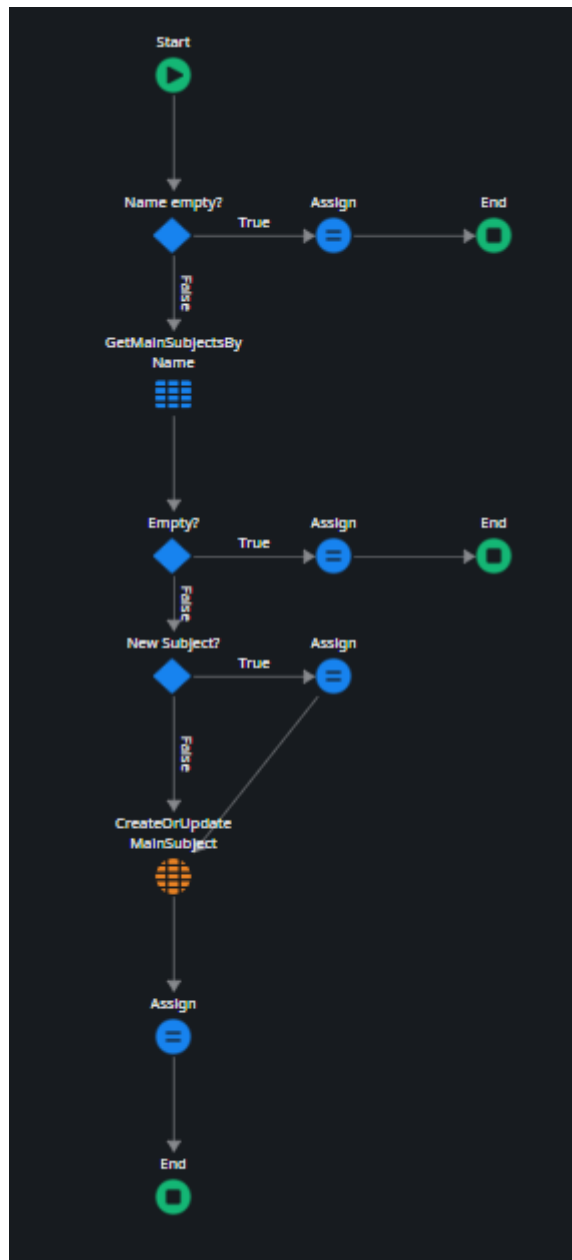 Start
Name empty?
True
Assign
End
False
GetMainSubjectsBy
Name
Empty?
True
Assign
End
False
New Subject?
True
Assign
False
CreateOrUpdate
MainSubject
Assign
End